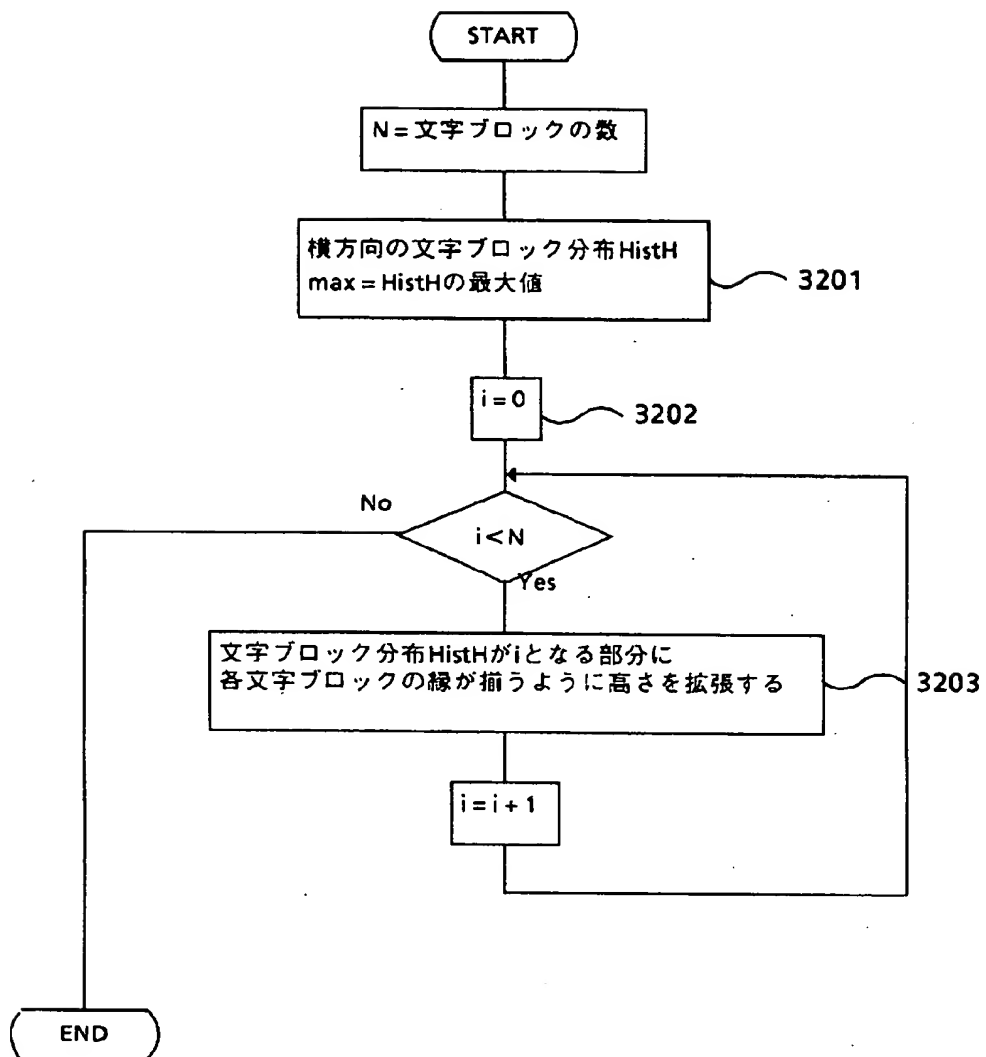 START
N=文字ブロックの数
横方向の文字ブロック分布HistH
max=HistHの最大値
3201
i=0
3202
No
i<N
Yes
文字ブロック分布HistHがiとなる部分に
各文字ブロックの縁が揃うように高さを拡張する
3203
i=i+1
END